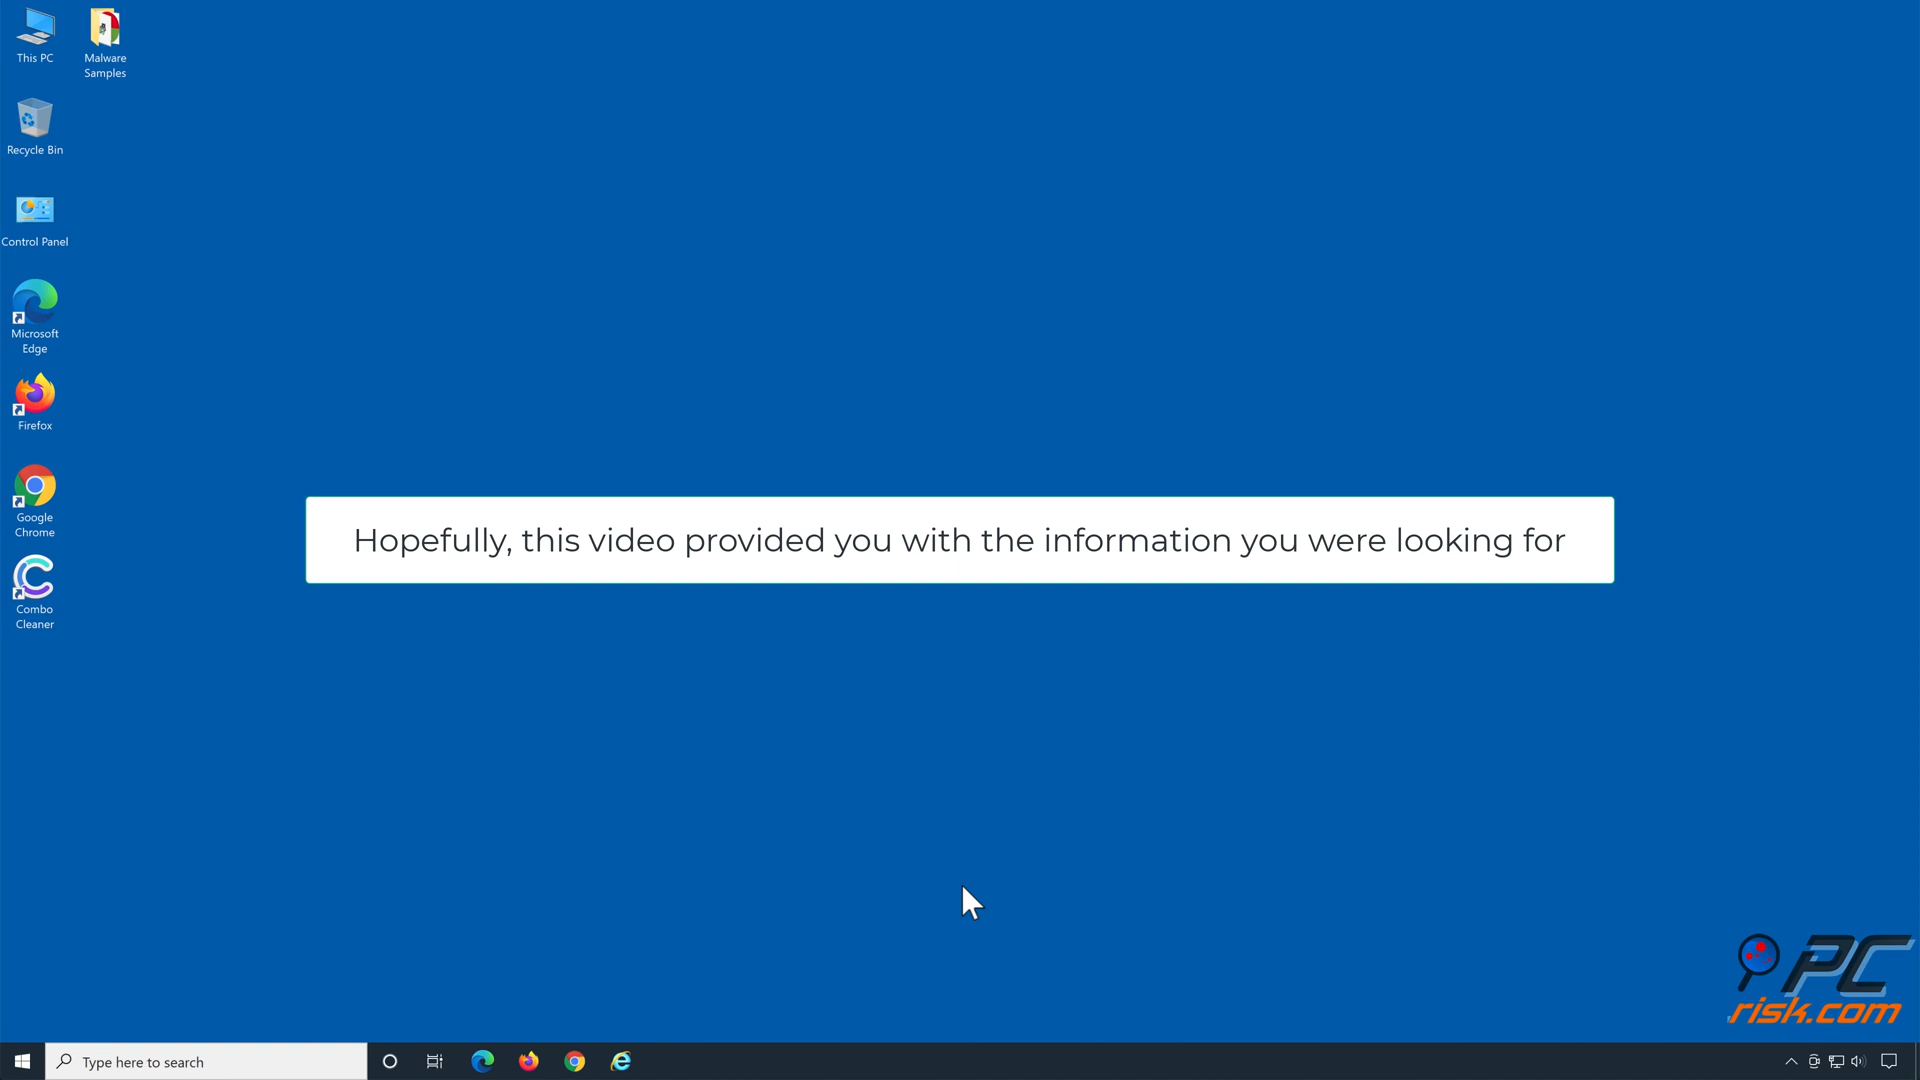 This PC
Malware
Samples
Recycle Bin
Control Panel
Microsoft
Edge
Firefox
Google
Chrome
Combo
Cleaner
Hopefully, this video provided you with the information you were looking for
PC
risk.com
Type here to search